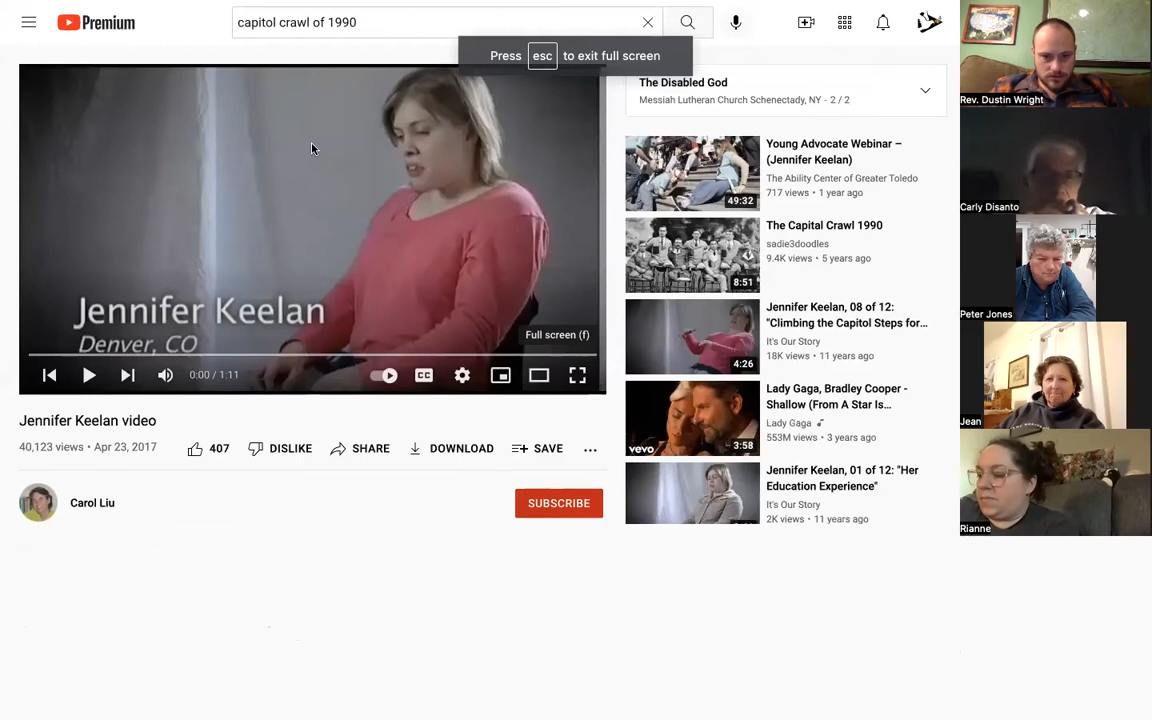 Premium
capitol crawl of 1990
Press esc to exit full screen
Jennifer Keelan
Denver, CO
Full screen (f)
0:00 / 1:11
CC
Jennifer Keelan video
40,123 views • Apr 23, 2017
407
DISLIKE
SHARE
DOWNLOAD
SAVE
...
Carol Liu
SUBSCRIBE
The Disabled God
Messiah Lutheran Church Schenectady, NY - 2 / 2
49:32
Young Advocate Webinar –
(Jennifer Keelan)
The Ability Center of Greater Toledo
717 views • 1 year ago
8:51
The Capital Crawl 1990
sadie3doodles
9.4K views • 5 years ago
4:26
Jennifer Keelan, 08 of 12:
"Climbing the Capitol Steps for...
It's Our Story
18K views • 11 years ago
vevo
3:58
Lady Gaga, Bradley Cooper -
Shallow (From A Star Is...
Lady Gaga
553M views • 3 years ago
Jennifer Keelan, 01 of 12: "Her
Education Experience"
It's Our Story
2K views • 11 years ago
Rev. Dustin Wright
Carly Disanto
Peter Jones
Jean
Rianne